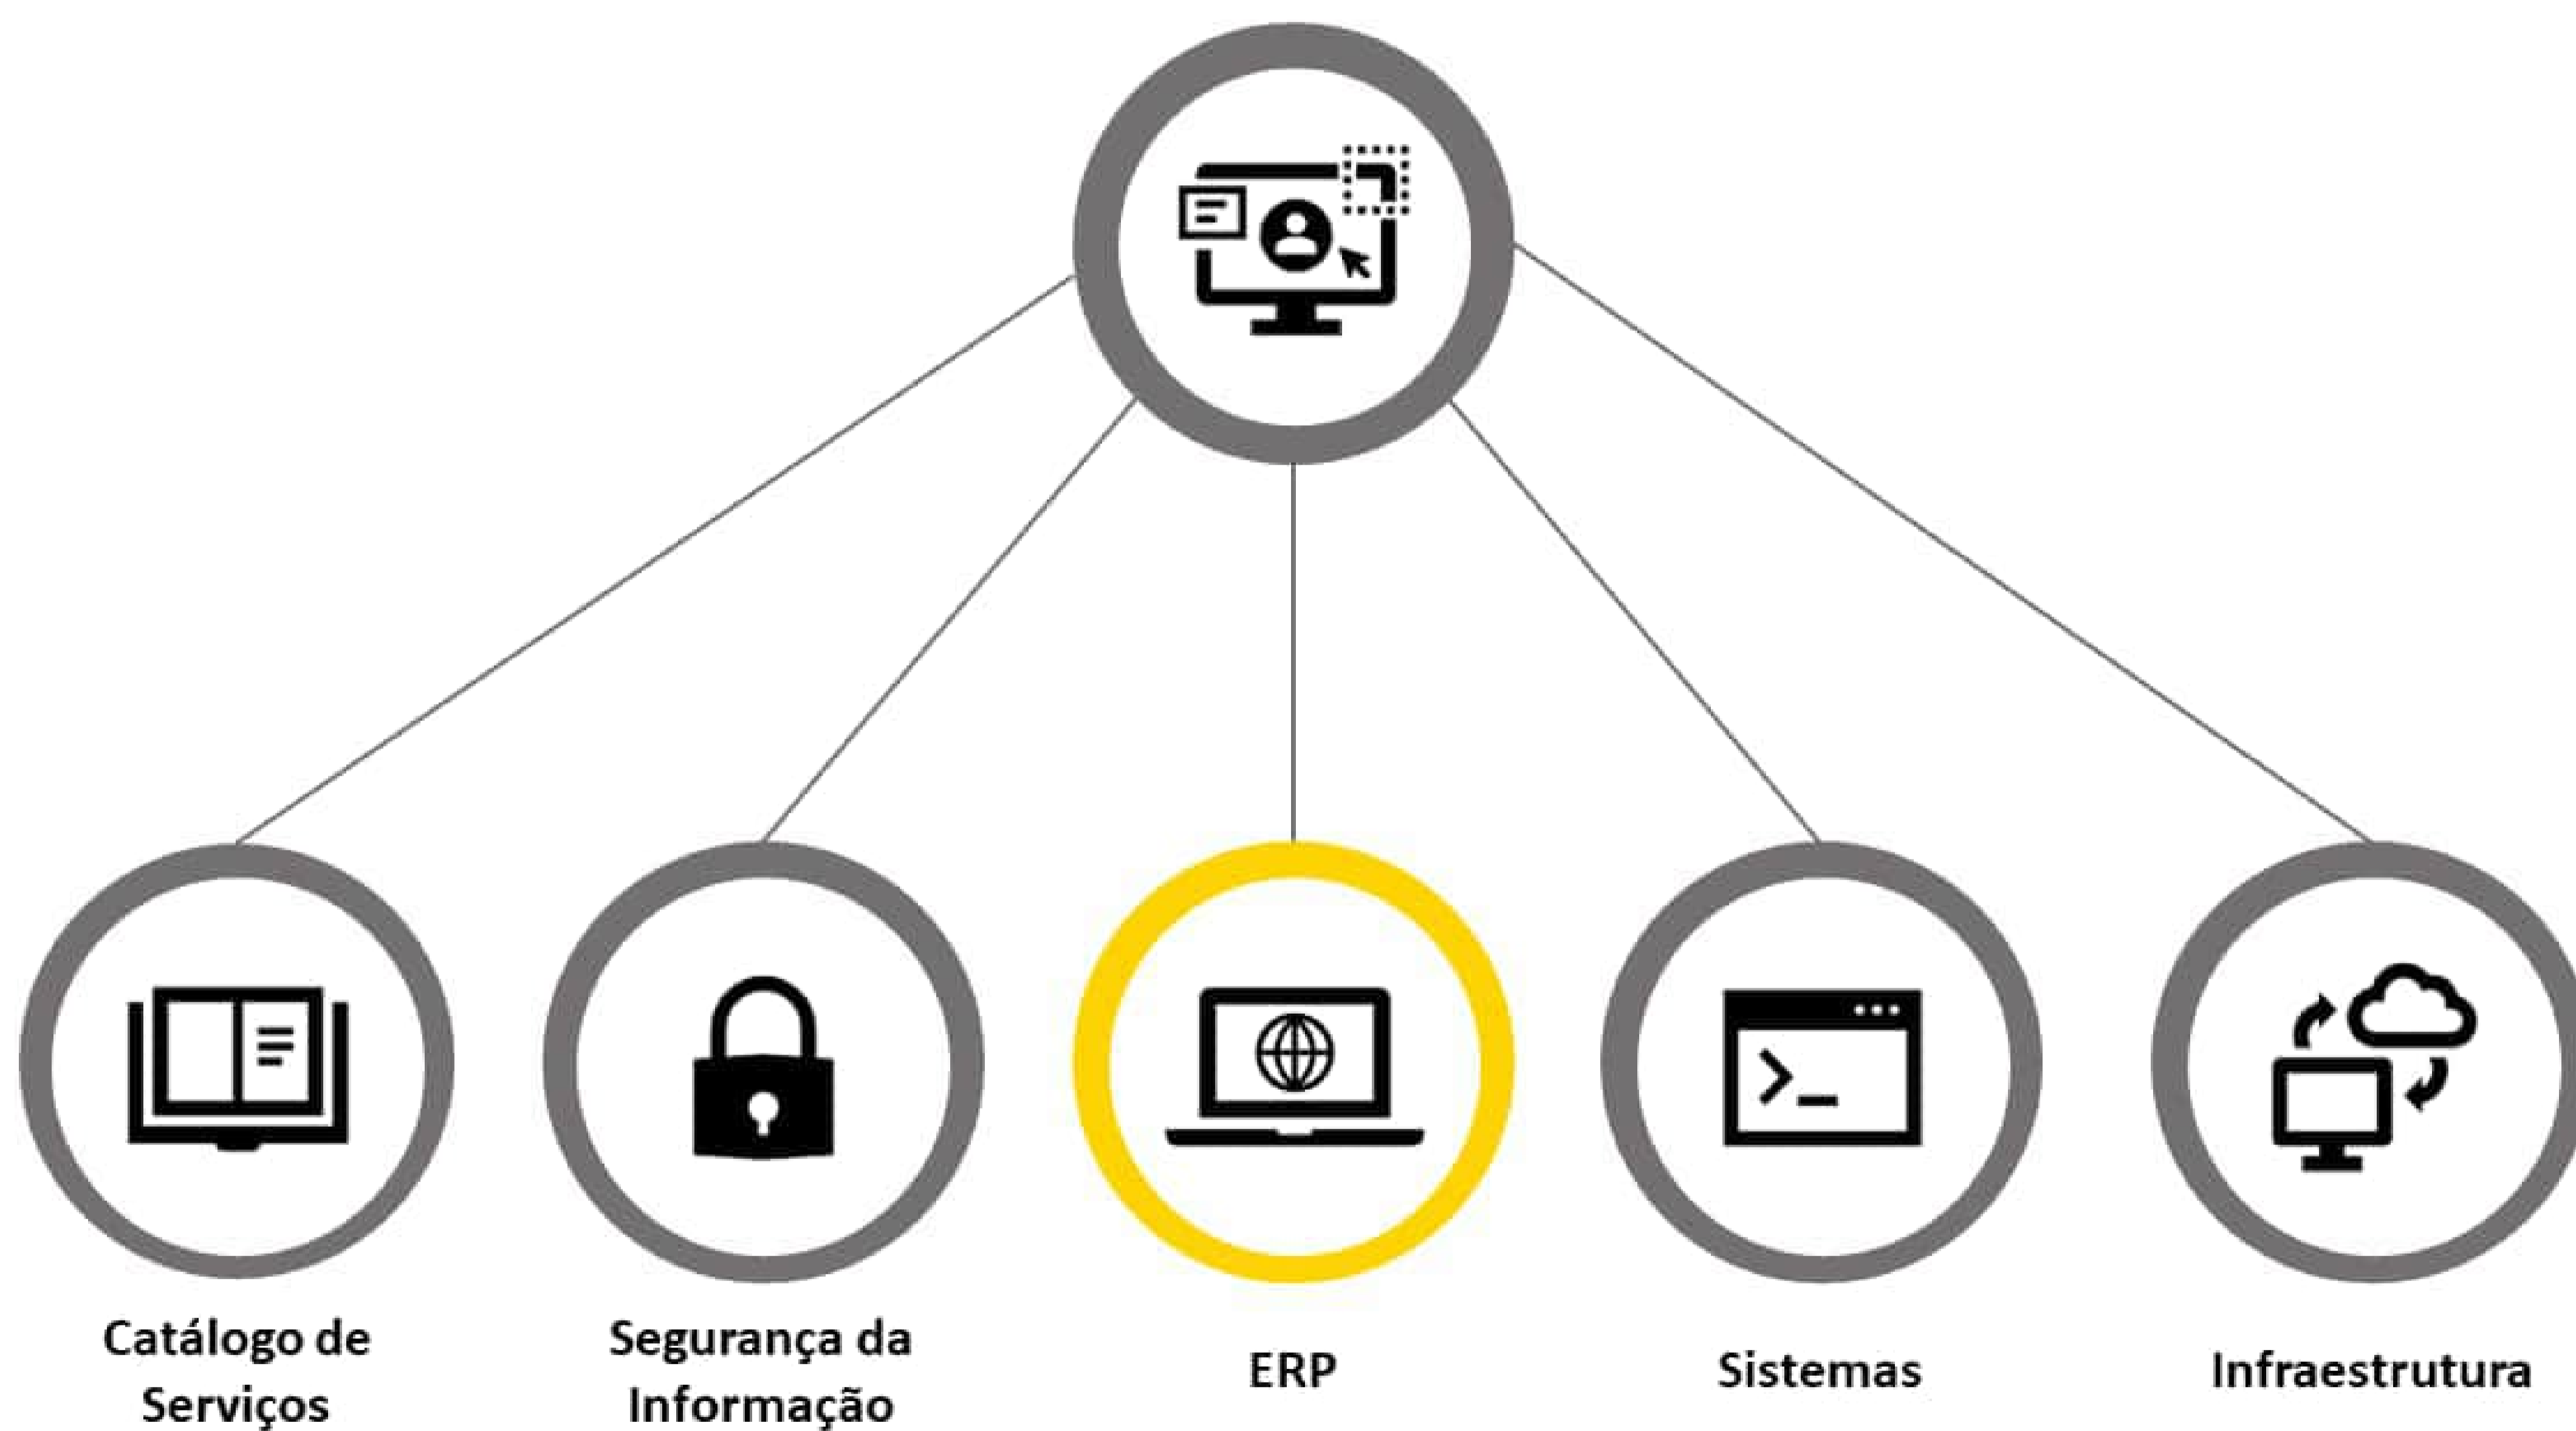 Catálogo de
Serviços
Segurança da
Informação
ERP
Sistemas
Infraestrutura